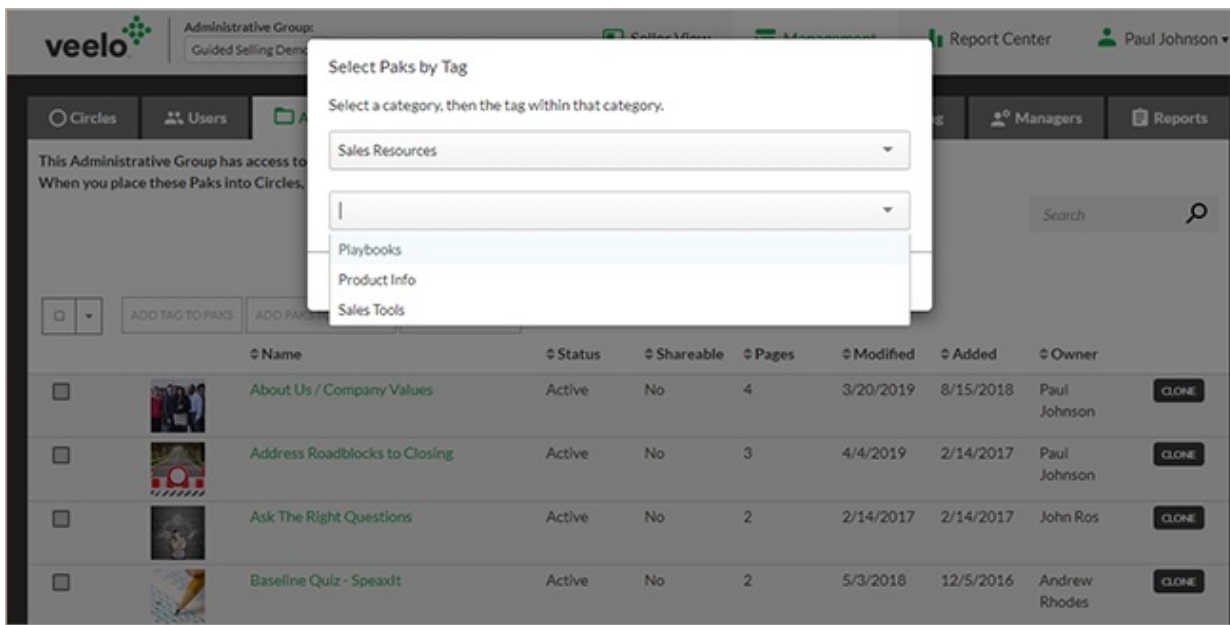 veelo
Administrative Group:
Guided Selling Demo
Seller View
Management
Report Center
Paul Johnson
Select Paks by Tag
Select a category, then the tag within that category.
Sales Resources
Playbooks
Product Info
Sales Tools
Circles
Users
Managers
Reports
This Administrative Group has access to
When you place these Paks into Circles,
Search
ADD TAG TO PAKS
Name Status Shareable Pages Modified Added Owner
About Us / Company Values Active No 4 3/20/2019 8/15/2018 Paul Johnson CLONE
Address Roadblocks to Closing Active No 3 4/4/2019 2/14/2017 Paul Johnson CLONE
Ask The Right Questions Active No 2 2/14/2017 2/14/2017 John Ros CLONE
Baseline Quiz - SpeaxIt Active No 2 5/3/2018 12/5/2016 Andrew Rhodes CLONE